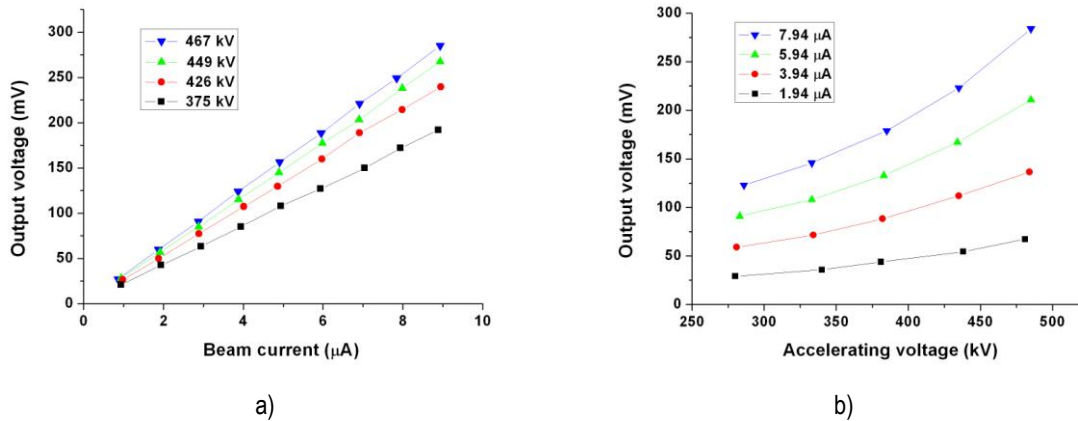 300
250
200
150
100
50
0
Output voltage (mV)
467 kV
449 kV
426 kV
375 kV
0 2 4 6 8 10
Beam current (μA)
a)
300
250
200
150
100
50
0
Output voltage (mV)
7.94 μA
5.94 μA
3.94 μA
1.94 μA
250 300 350 400 450 500
Accelerating voltage (kV)
b)